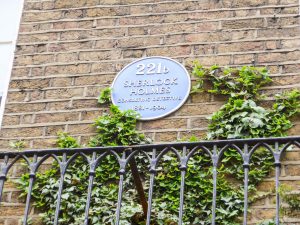 221b
SHERLOCK
HOLMES
CONSULTING DETECTIVE
1881-1904